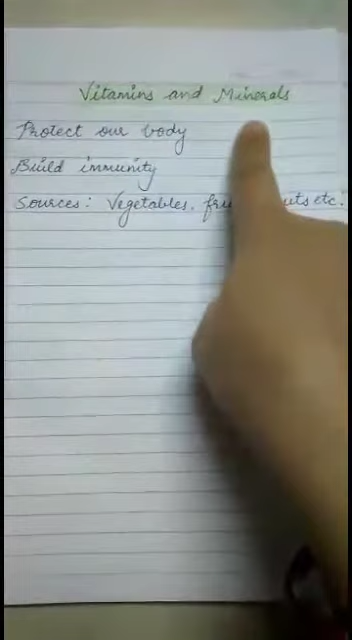 Vitamins and Minerals
Protect our body
Build immunity
Sources: Vegetables, etc.